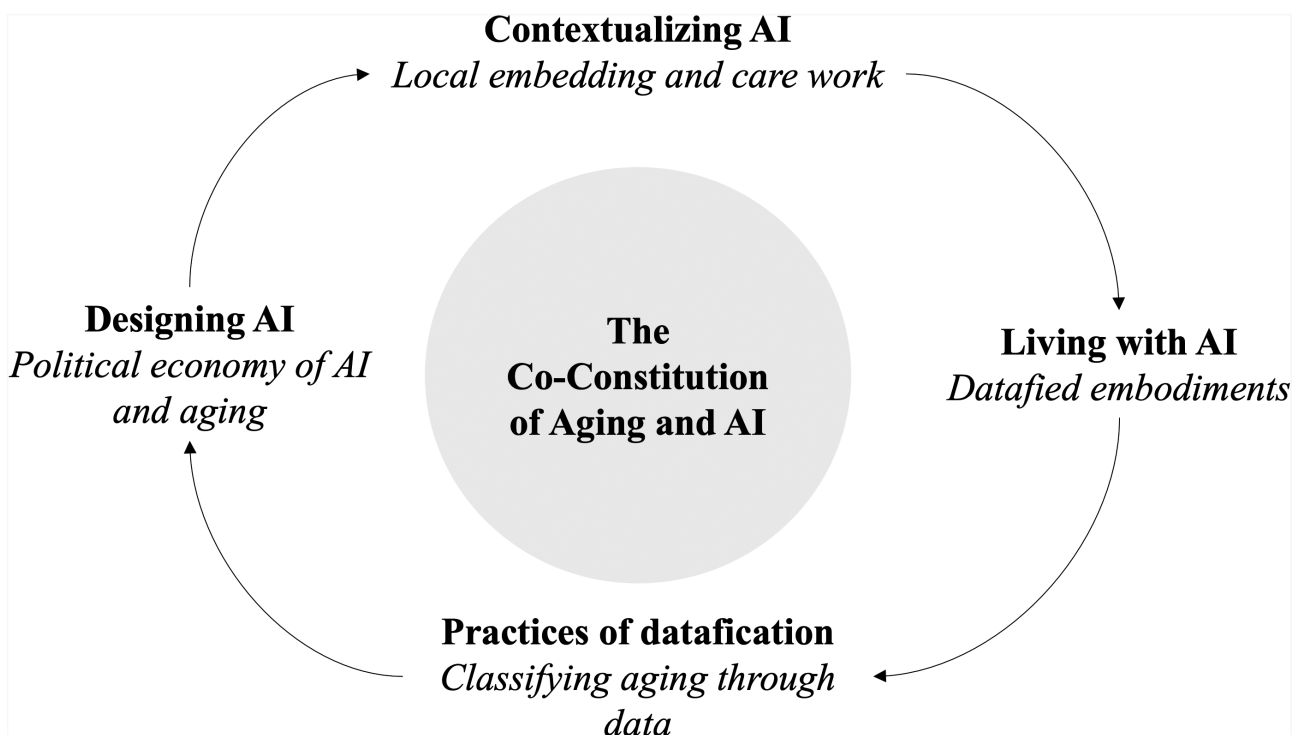 Contextualizing AI
Local embedding and care work
Designing AI
Political economy of AI
and aging
The
Co-Constitution
of Aging and AI
Living with AI
Datafied embodiments
Practices of datafication
Classifying aging through
data